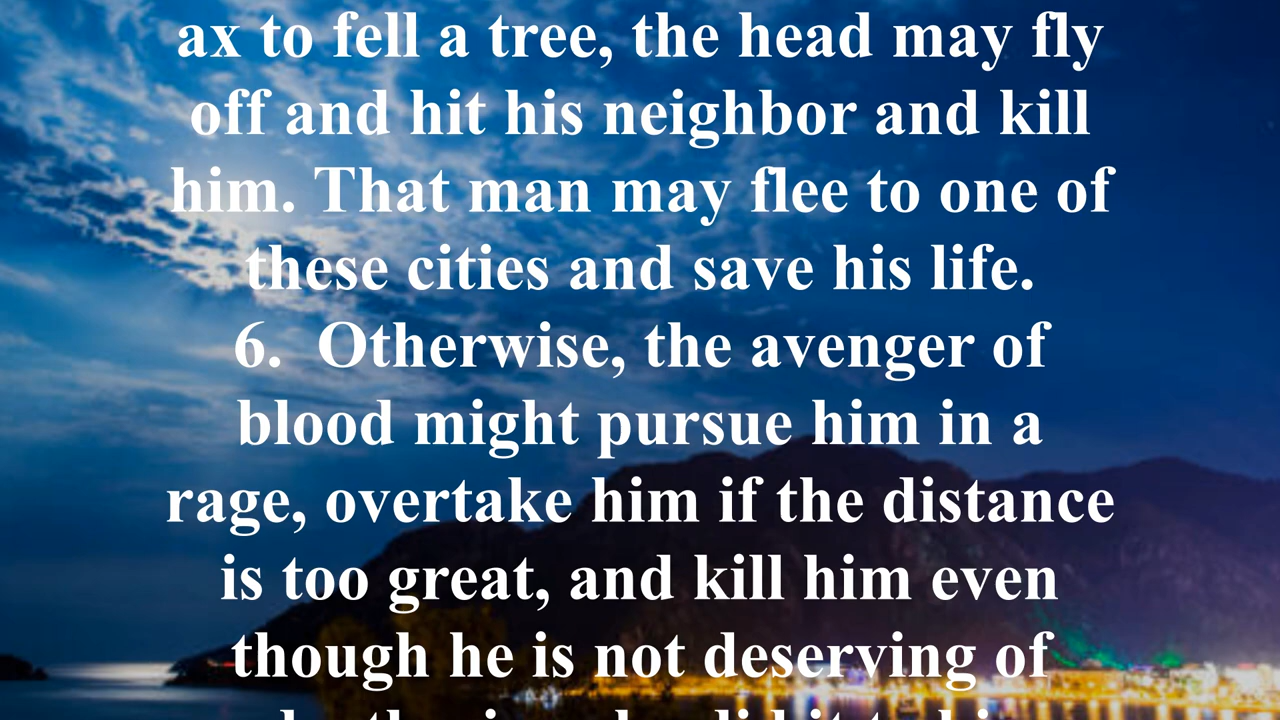 ax to fell a tree, the head may fly
off and hit his neighbor and kill
him. That man may flee to one of
these cities and save his life.
6.  Otherwise, the avenger of
blood might pursue him in a
rage, overtake him if the distance
is too great, and kill him even
though he is not deserving of